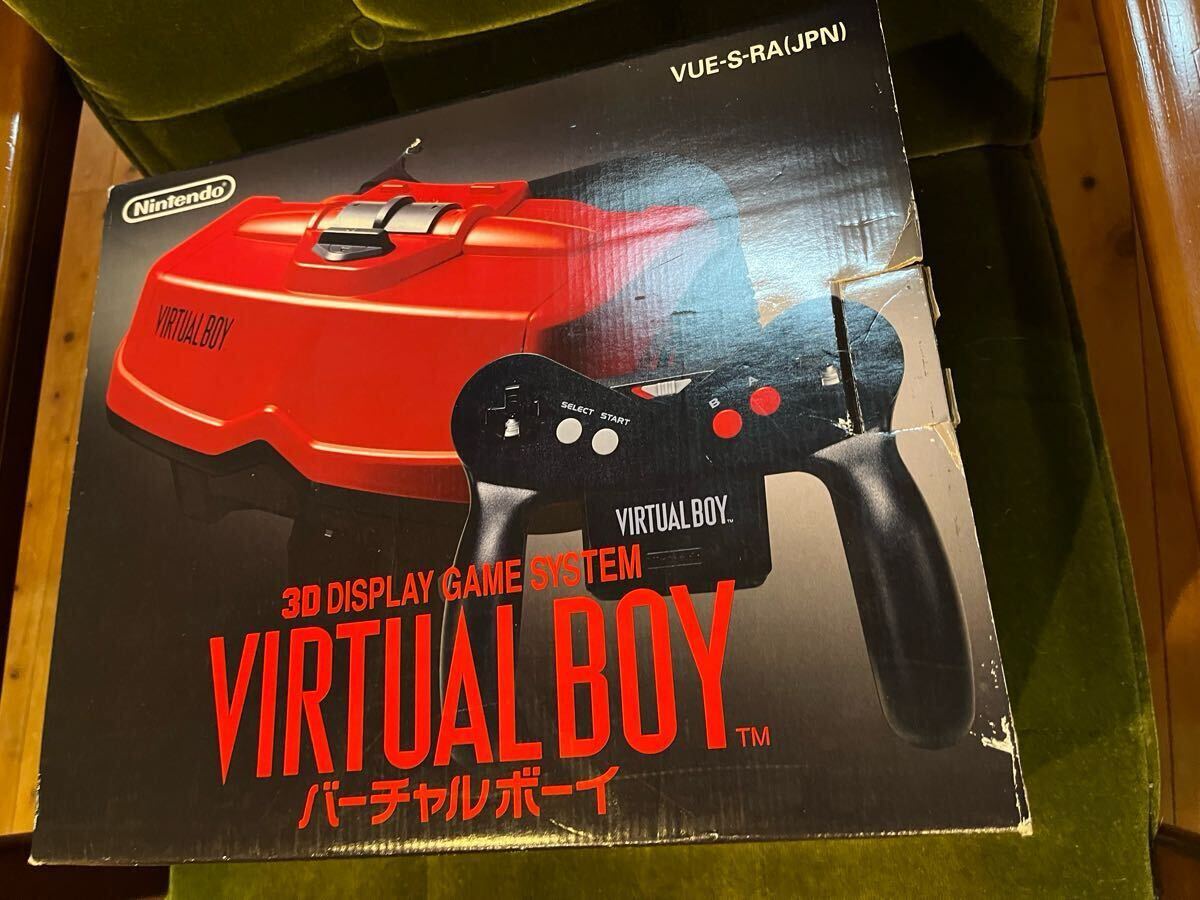 VUE-S-RA(JPN)
Nintendo®
VIRTUAL BOY
SELECT START
B A
VIRTUAL BOY™
3D DISPLAY GAME SYSTEM
VIRTUAL BOY™
バーチャルボーイ